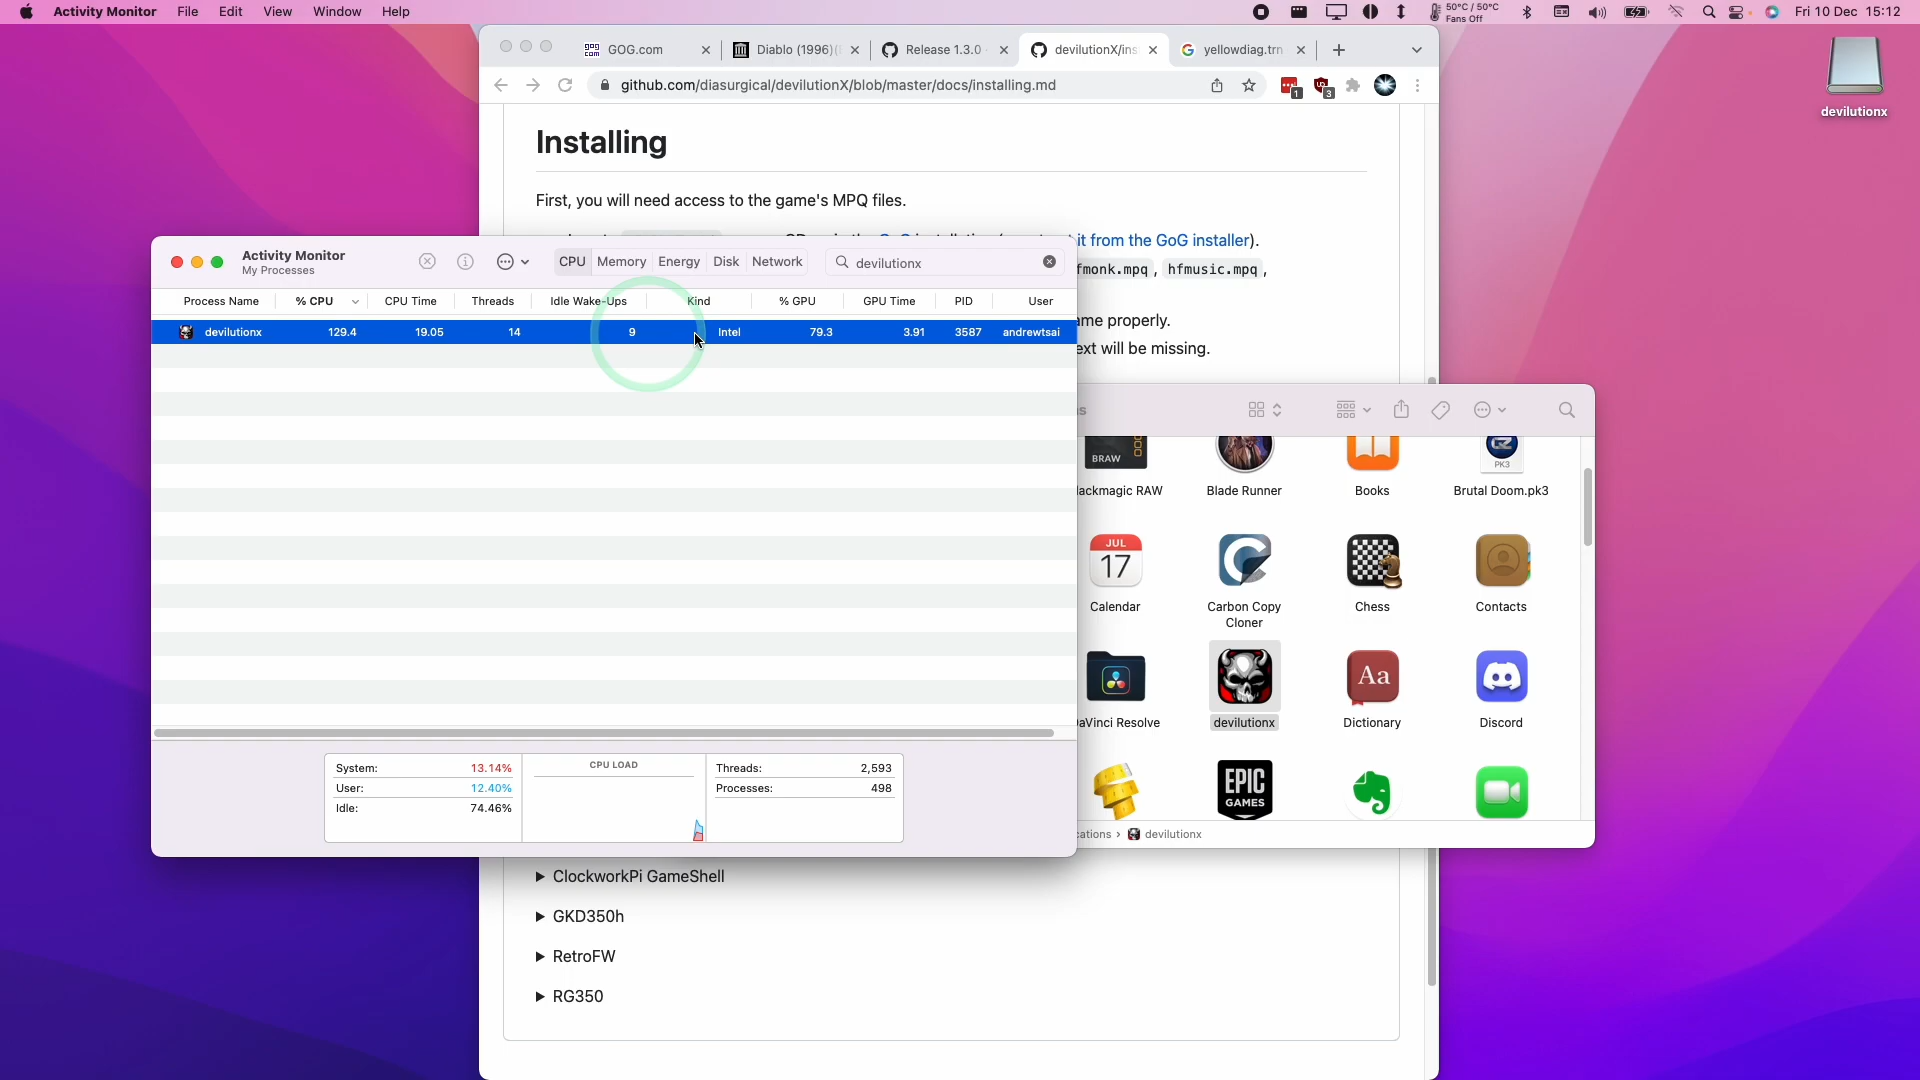 Activity Monitor File Edit View Window Help
50°C / 50°C
Fans Off
Fri 10 Dec 15:12
GOG.com
Diablo (1996)(
Release 1.3.0
devilutionX/ins
yellowdiag.trn
github.com/diasurgical/devilutionX/blob/master/docs/installing.md
1
3
devilutionx
Installing
First, you will need access to the game's MPQ files.
it from the GoG installer).
fmonk.mpq , hfmusic.mpq ,
ame properly.
ext will be missing.
Activity Monitor
My Processes
CPU Memory Energy Disk Network
devilutionx
Process Name % CPU CPU Time Threads Idle Wake-Ups Kind % GPU GPU Time PID User
devilutionx 129.4 19.05 14 9 Intel 79.3 3.91 3587 andrewtsai
System: 13.14%
User: 12.40%
Idle: 74.46%
CPU LOAD
Threads: 2,593
Processes: 498
BRAW
PK3
lackmagic RAW
Blade Runner
Books
Brutal Doom.pk3
JUL
17
Calendar
Carbon Copy
Cloner
Chess
Contacts
Aa
aVinci Resolve
devilutionx
Dictionary
Discord
EPIC
GAMES
cations › devilutionx
ClockworkPi GameShell
GKD350h
RetroFW
RG350